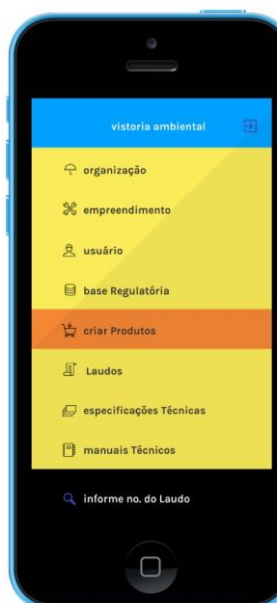 vistoria ambiental
organização
empreendimento
usuário
base Regulatória
criar Produtos
Laudos
especificações Técnicas
manuais Técnicos
informe no. do Laudo